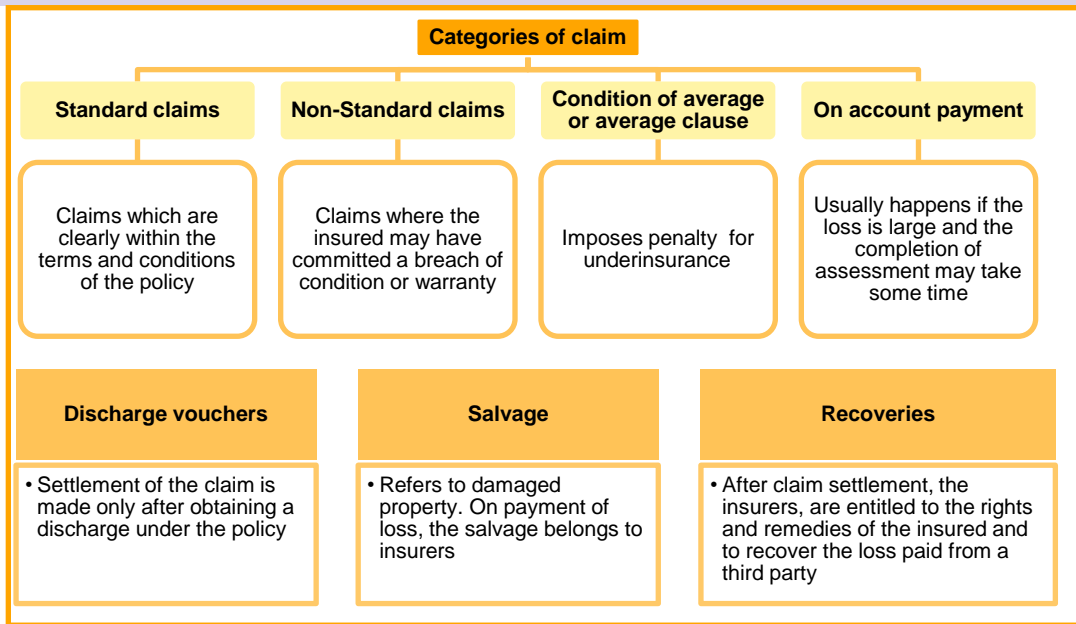 Categories of claim
Standard claims
Non-Standard claims
Condition of average
or average clause
On account payment
Claims which are
clearly within the
terms and conditions
of the policy
Claims where the
insured may have
committed a breach of
condition or warranty
Imposes penalty for
underinsurance
Usually happens if the
loss is large and the
completion of
assessment may take
some time
Discharge vouchers
• Settlement of the claim is
made only after obtaining a
discharge under the policy
Salvage
• Refers to damaged
property. On payment of
loss, the salvage belongs to
insurers
Recoveries
• After claim settlement, the
insurers, are entitled to the rights
and remedies of the insured and
to recover the loss paid from a
third party